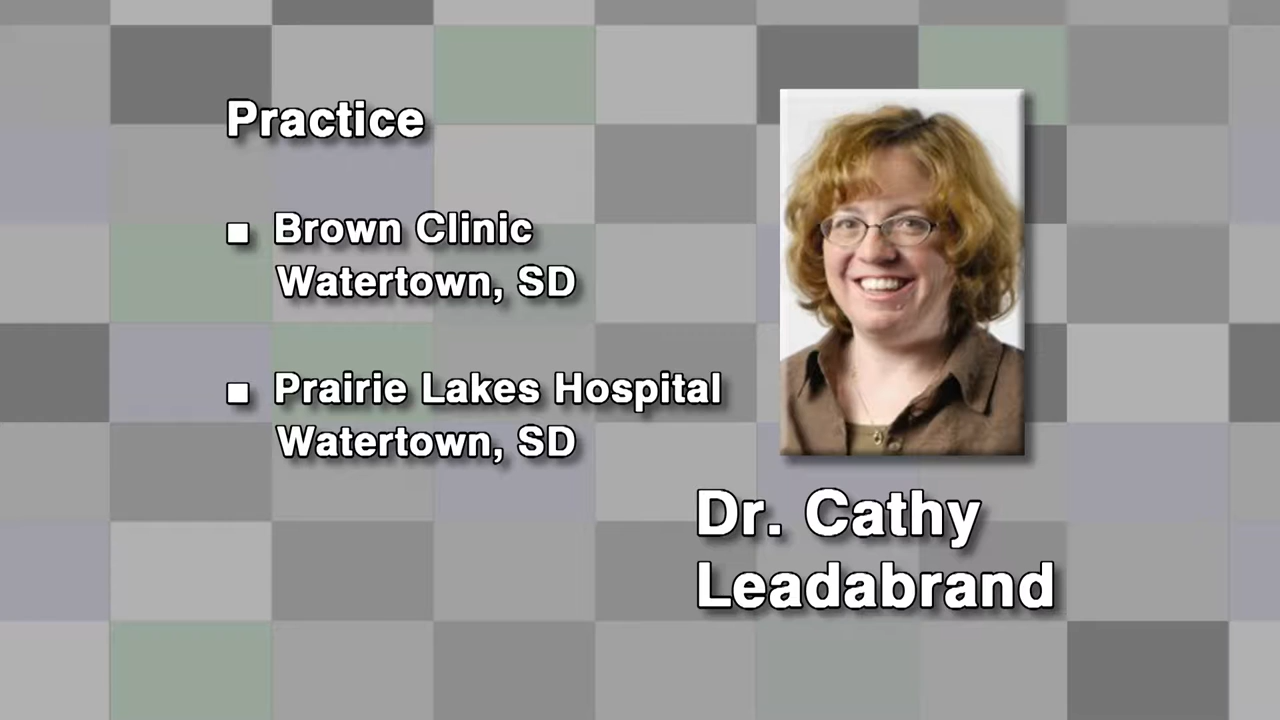 Practice
Brown Clinic
Watertown, SD
Prairie Lakes Hospital
Watertown, SD
Dr. Cathy
Leadabrand